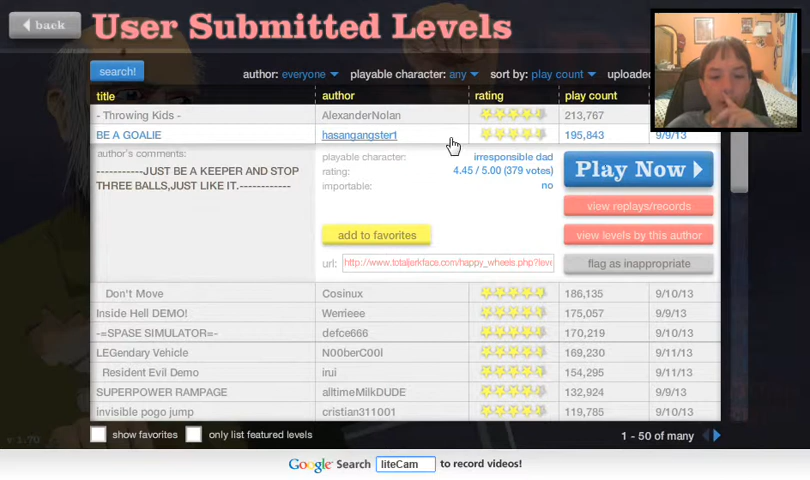 back
User Submitted Levels
search!
author: everyone playable character: any sort by: play count uploaded
title author rating play count
- Throwing Kids - AlexanderNolan 213,767
BE A GOALIE hasangangster1 195,843 9/9/13
author's comments:
-----------JUST BE A KEEPER AND STOP
THREE BALLS,JUST LIKE IT.------------
playable character: irresponsible dad
rating: 4.45 / 5.00 (379 votes)
importable: no
Play Now
view replays/records
add to favorites
view levels by this author
url: http://www.totaljerkface.com/happy_wheels.php?leve
flag as inappropriate
Don't Move Cosinux 186,135 9/10/13
Inside Hell DEMO! Werrieee 175,057 9/9/13
-=SPASE SIMULATOR=- defce666 170,219 9/10/13
LEGendary Vehicle N00berC00l 169,230 9/11/13
Resident Evil Demo irui 154,295 9/11/13
SUPERPOWER RAMPAGE alltimeMilkDUDE 132,924 9/9/13
invisible pogo jump cristian311001 119,785 9/10/13
v 1.70
show favorites only list featured levels 1 - 50 of many
Google Search liteCam to record videos!